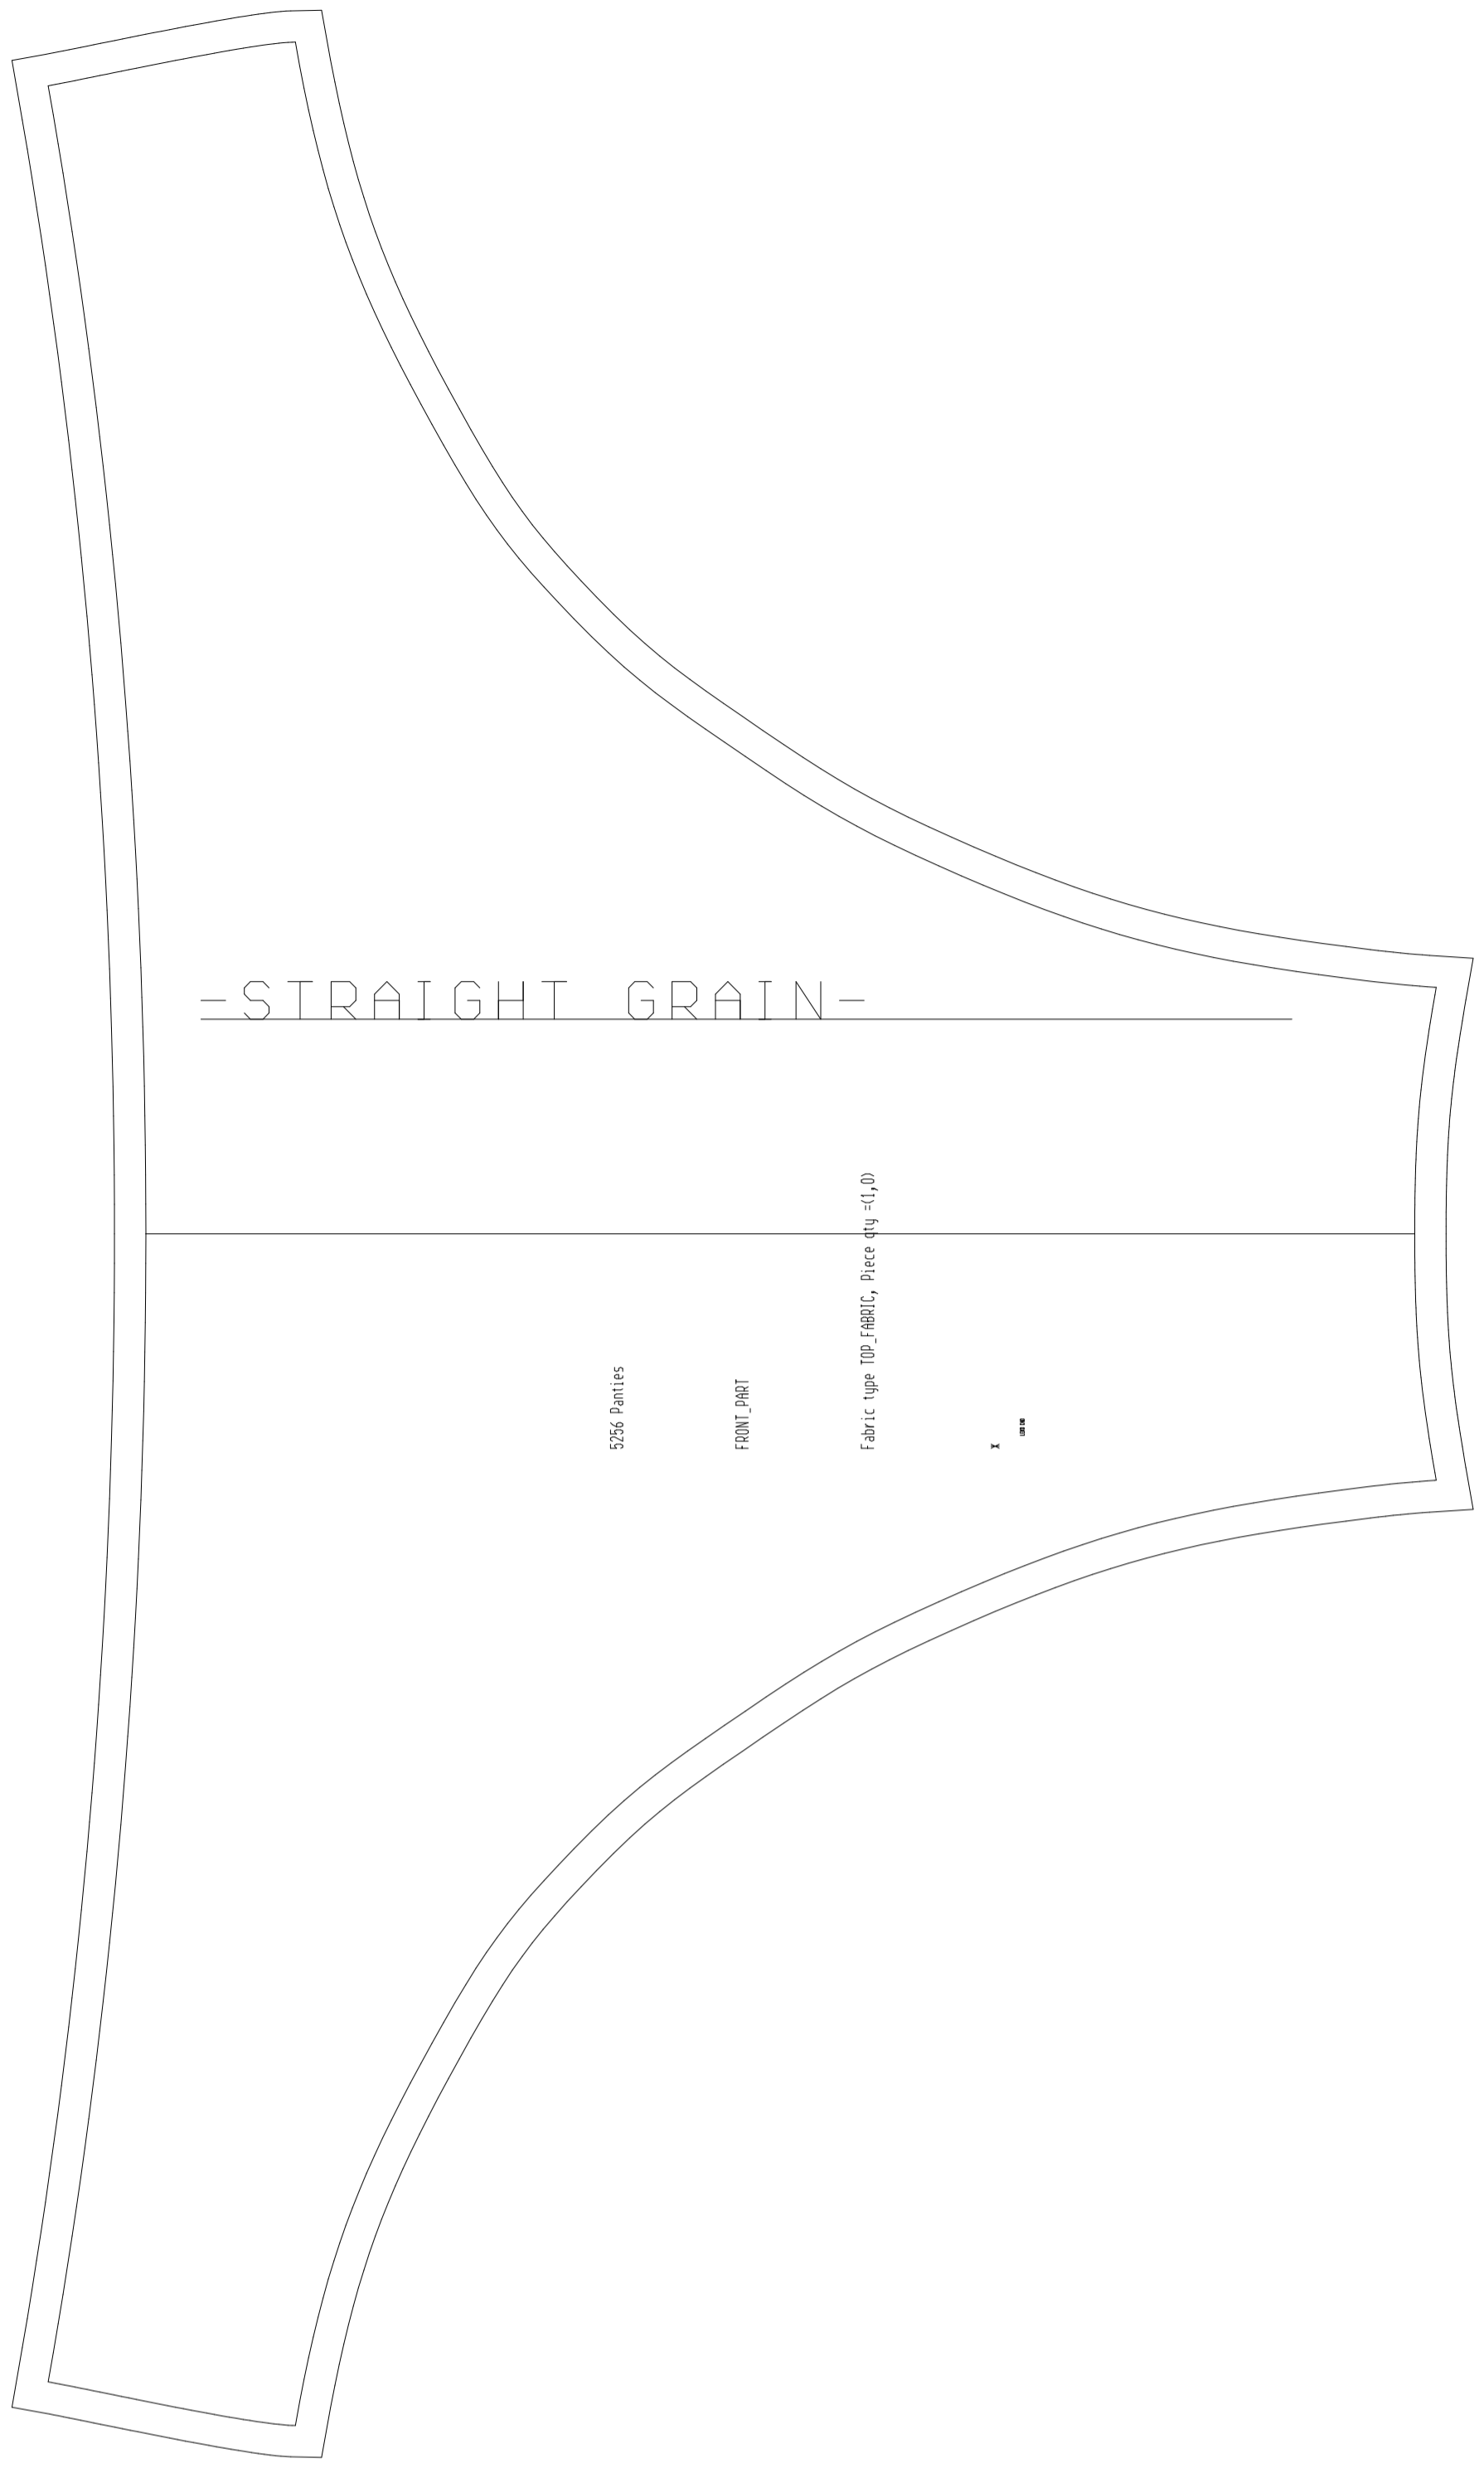 -STRAIGHT GRAIN-
5256 Panties
FRONT_PART
Fabric type TOP_FABRIC, Piece qty =(1,0)